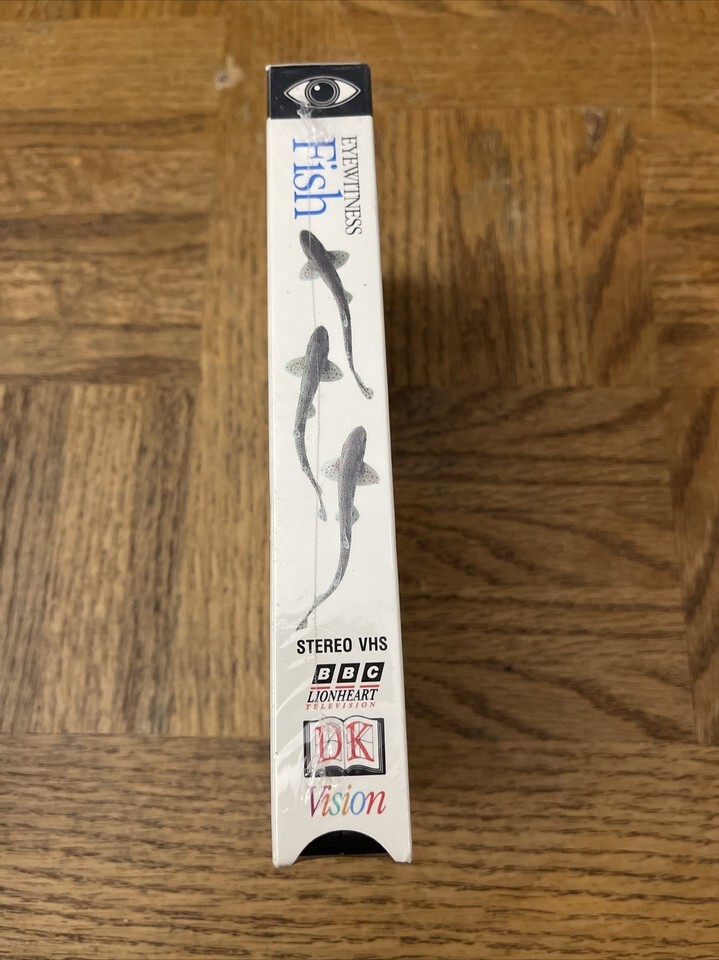 EYEWITNESS
Fish
STEREO VHS
BBC
LIONHEART
TELEVISION
DK
Vision